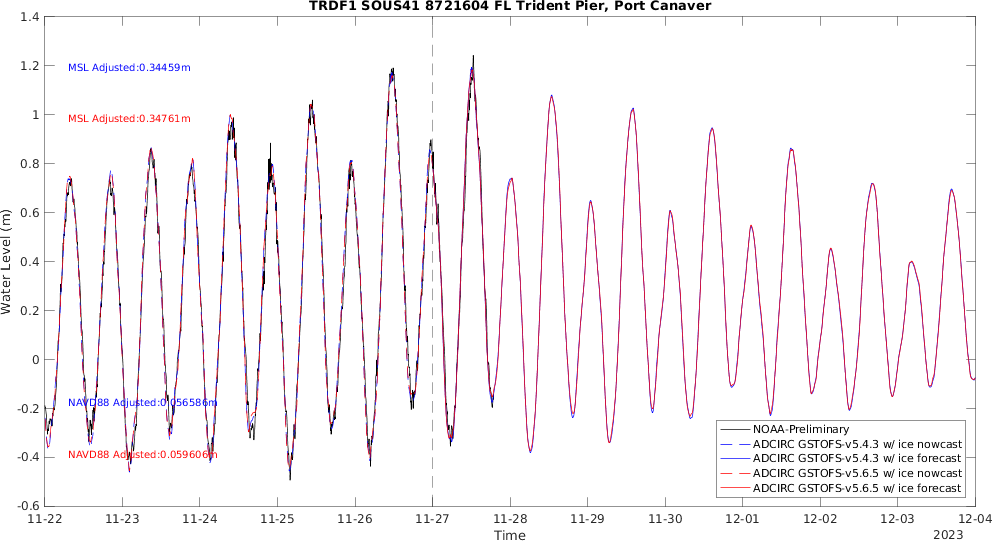 TRDF1 SOUS41 8721604 FL Trident Pier, Port Canaver
1.4
1.2
1
0.8
0.6
0.4
0.2
0
-0.2
-0.4
-0.6
Water Level (m)
MSL Adjusted:0.34459m
MSL Adjusted:0.34761m
NAVD88 Adjusted:0.056586m
NAVD88 Adjusted:0.059606m
NOAA-Preliminary
ADCIRC GSTOFS-v5.4.3 w/ ice nowcast
ADCIRC GSTOFS-v5.4.3 w/ ice forecast
ADCIRC GSTOFS-v5.6.5 w/ ice nowcast
ADCIRC GSTOFS-v5.6.5 w/ ice forecast
11-22 11-23 11-24 11-25 11-26 11-27 11-28 11-29 11-30 12-01 12-02 12-03 12-04
Time
2023